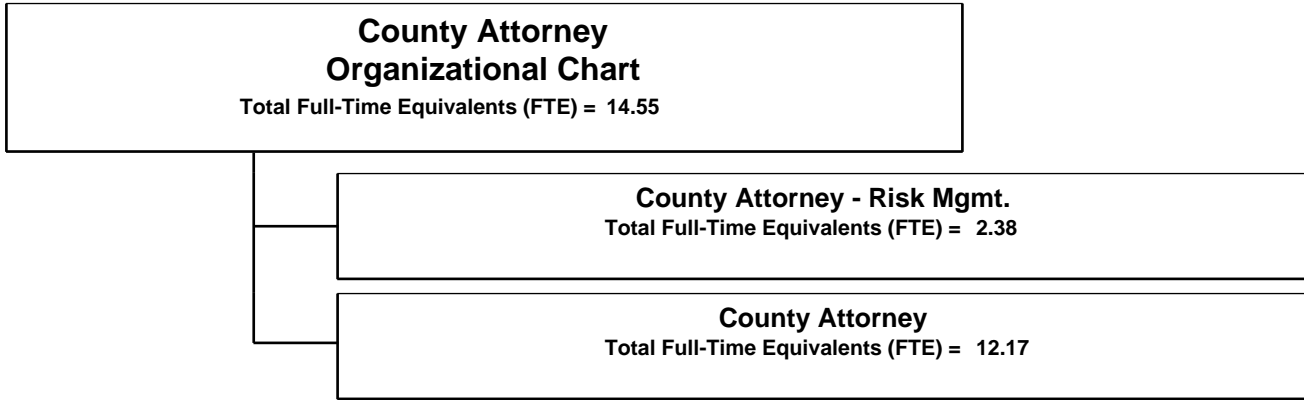 County Attorney
Organizational Chart
Total Full-Time Equivalents (FTE) = 14.55
County Attorney - Risk Mgmt.
Total Full-Time Equivalents (FTE) = 2.38
County Attorney
Total Full-Time Equivalents (FTE) = 12.17